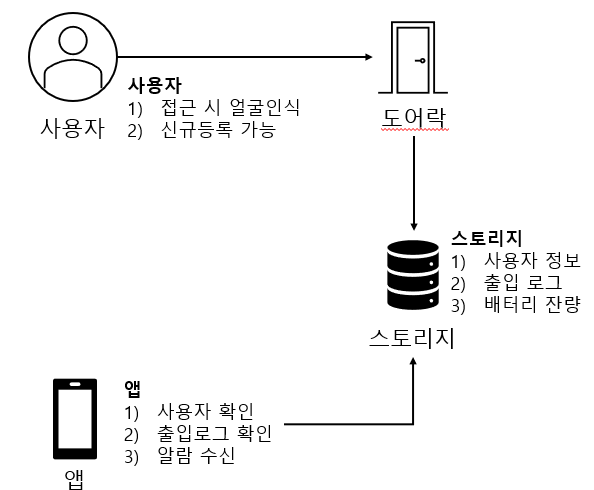 사용자
1) 접근 시 얼굴인식
2) 신규등록 가능
사용자
도어락
스토리지
1) 사용자 정보
2) 출입 로그
3) 배터리 잔량
스토리지
앱
1) 사용자 확인
2) 출입로그 확인
3) 알람 수신
앱